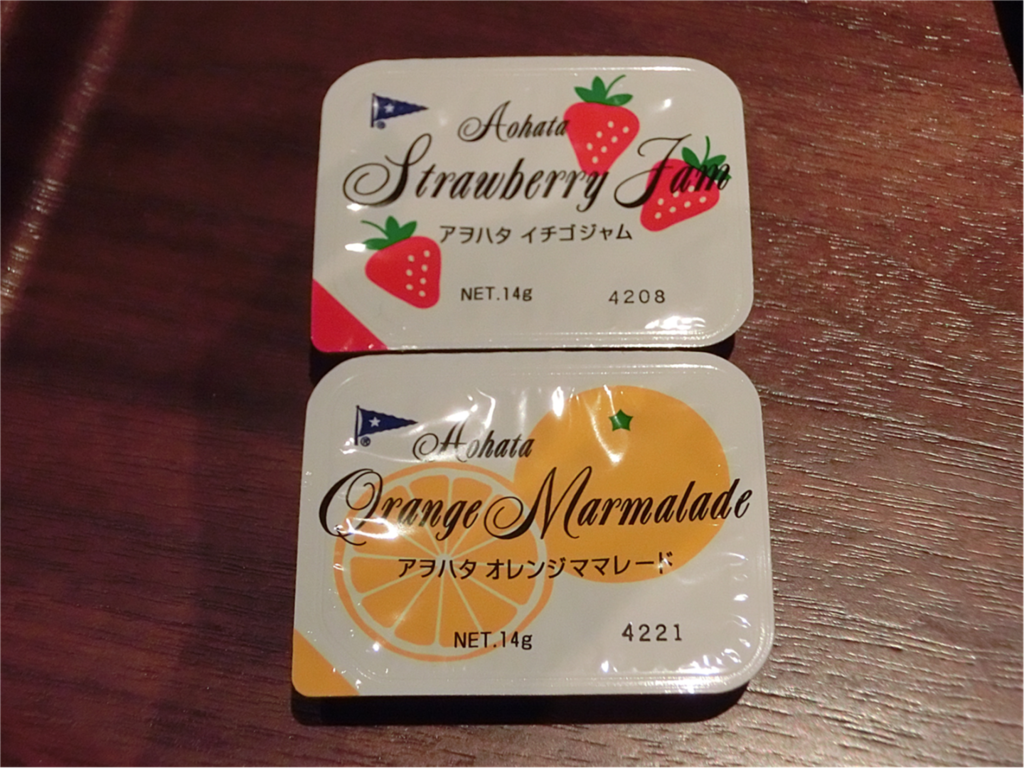 Aohata
Strawberry Jam
アヲハタ イチゴジャム
NET.14g 4208
Aohata
Orange Marmalade
アヲハタ オレンジママレード
NET.14g 4221